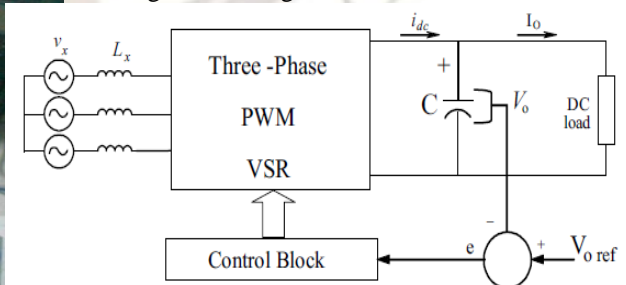 v_x
L_x
Three -Phase
PWM
VSR
i_dc
I_o
+
C
V_o
DC
load
-
e
+
V_o ref
Control Block